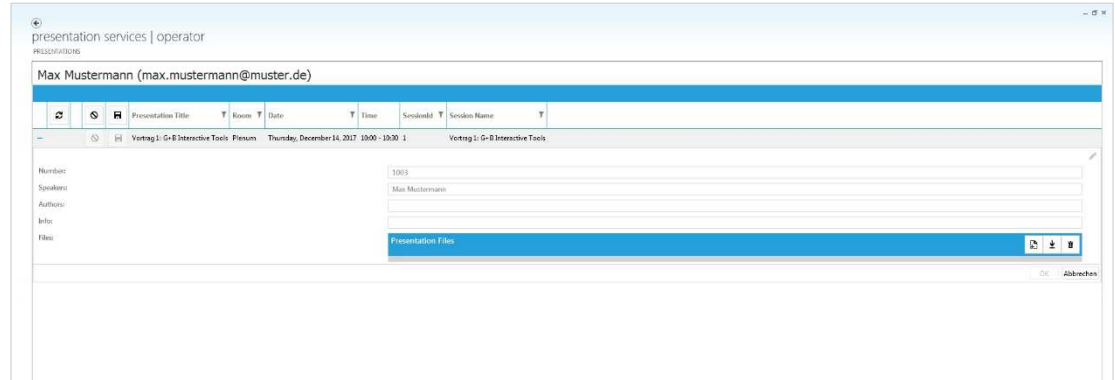 presentation services | operator
PRESENTATIONS
Max Mustermann (max.mustermann@muster.de)
Presentation Title Room Date Time SessionId Session Name
Vortrag 1: G+B Interactive Tools Plenum Thursday, December 14, 2017 10:00 - 10:30 1 Vortrag 1: G+B Interactive Tools
Number: 1003
Speakers: Max Mustermann
Authors:
Info:
Files: Presentation Files
OK Abbrechen